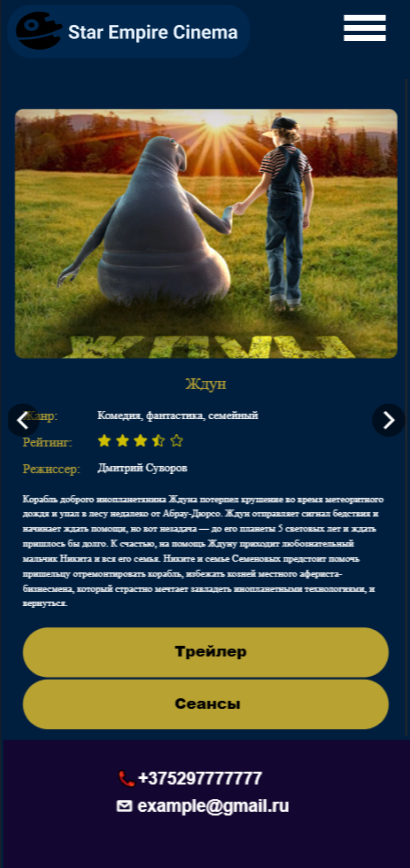 Star Empire Cinema
ЖДУН
Ждун
Жанр: Комедия, фантастика, семейный
Рейтинг:
Режиссер: Дмитрий Суворов
Корабль доброго инопланетянина Ждуна потерпел крушение во время метеоритного
дождя и упал в лесу недалеко от Абрау-Дюрсо. Ждун отправляет сигнал бедствия и
начинает ждать помощи, но вот незадача — до его планеты 5 световых лет и ждать
пришлось бы долго. К счастью, на помощь Ждуну приходит любознательный
мальчик Никита и вся его семья. Никите и семье Семеновых предстоит помочь
пришельцу отремонтировать корабль, избежать козней местного афериста-
бизнесмена, который страстно мечтает завладеть инопланетными технологиями, и
вернуться.
Трейлер
Сеансы
+375297777777
example@gmail.ru